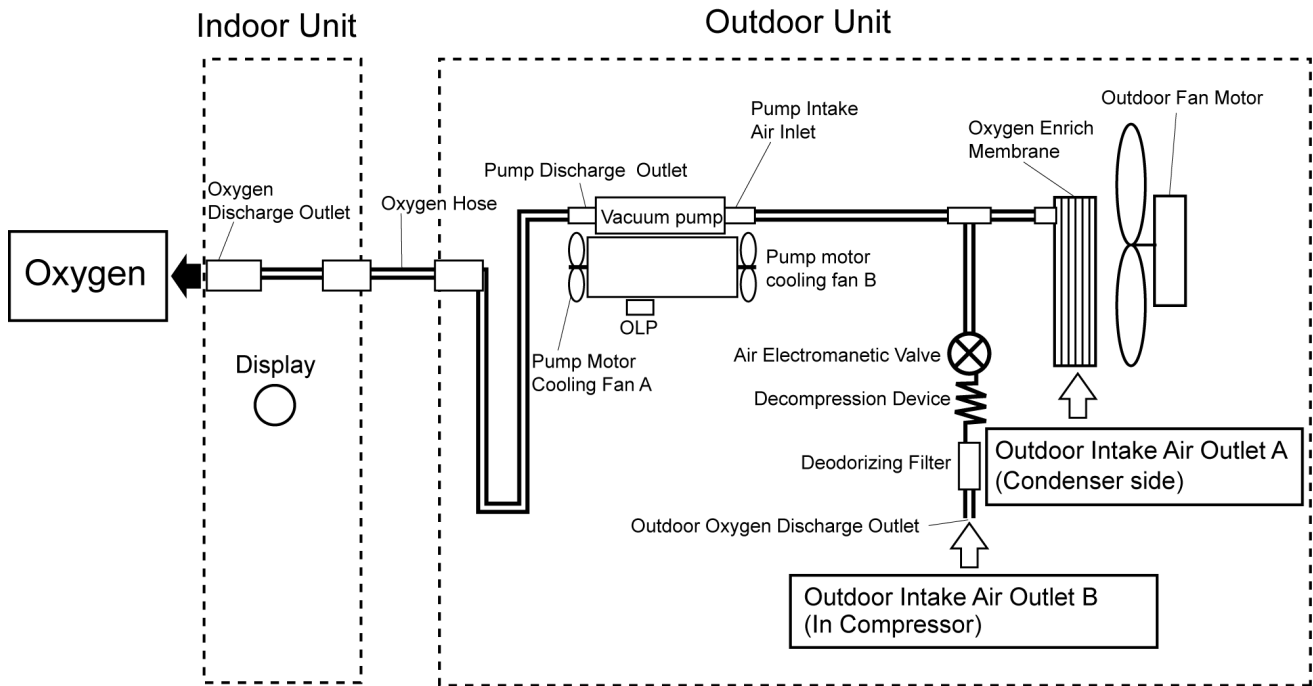 Indoor Unit
Outdoor Unit
Outdoor Fan Motor
Pump Intake
Air Inlet
Oxygen Enrich
Membrane
Pump Discharge  Outlet
Oxygen
Discharge Outlet
Oxygen Hose
Vacuum pump
Oxygen
Pump motor
cooling fan B
OLP
Pump Motor
Cooling Fan A
Air Electromanetic Valve
Display
Decompression Device
Outdoor Intake Air Outlet A
(Condenser side)
Deodorizing Filter
Outdoor Oxygen Discharge Outlet
Outdoor Intake Air Outlet B
(In Compressor)